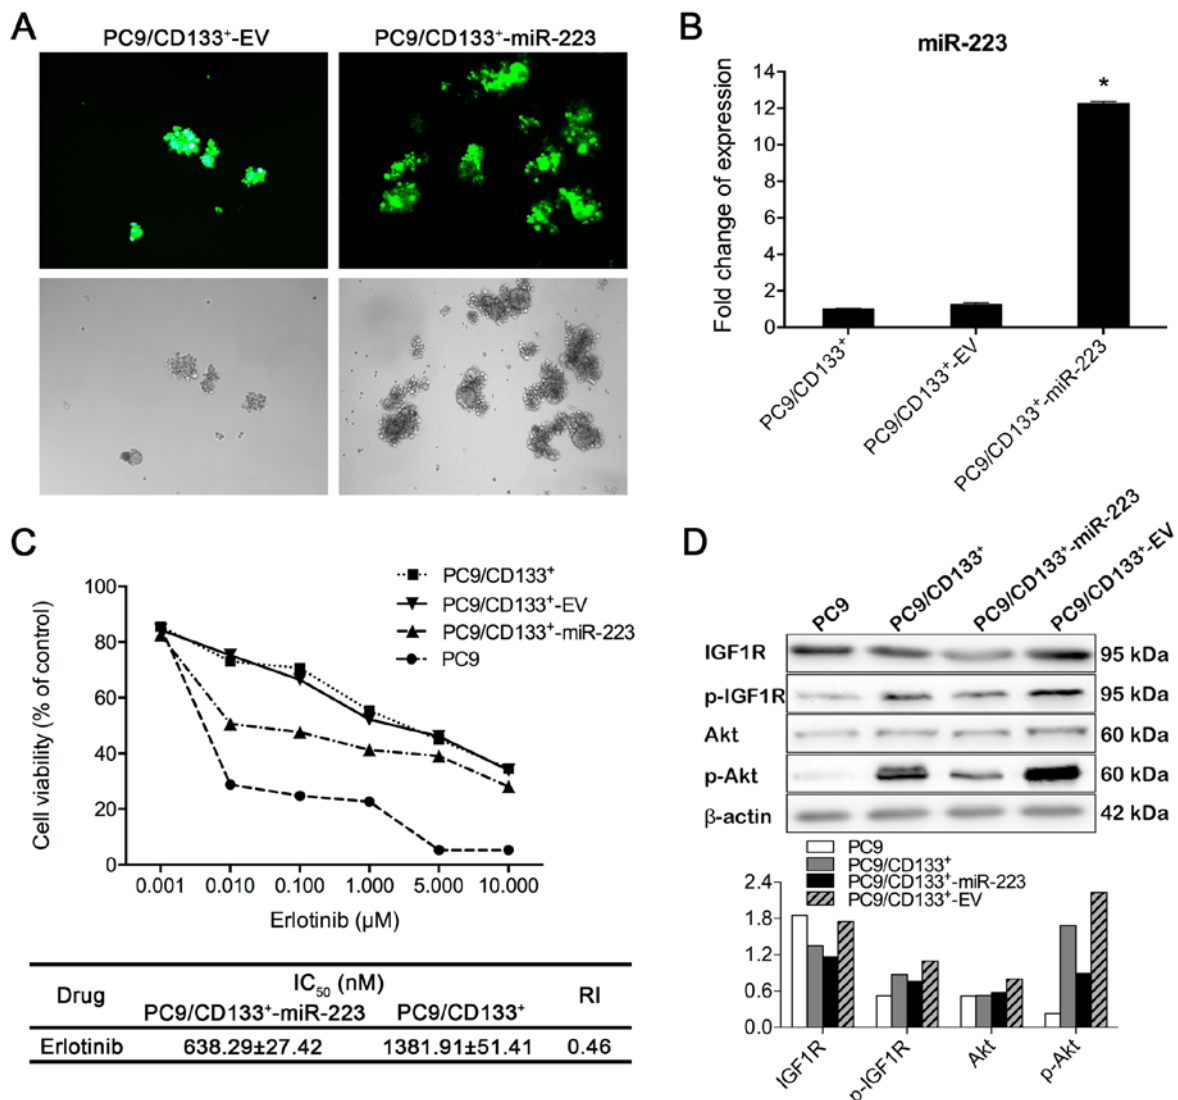 A
PC9/CD133⁺-EV
PC9/CD133⁺-miR-223
B
miR-223
Fold change of expression
14
12
10
8
6
4
2
0
PC9/CD133⁺
PC9/CD133⁺-EV
PC9/CD133⁺-miR-223
*
C
Cell viability (% of control)
100
80
60
40
20
0
0.001 0.010 0.100 1.000 5.000 10.000
Erlotinib (µM)
PC9/CD133⁺
PC9/CD133⁺-EV
PC9/CD133⁺-miR-223
PC9
Drug IC₅₀ (nM) RI
PC9/CD133⁺-miR-223 PC9/CD133⁺
Erlotinib 638.29±27.42 1381.91±51.41 0.46
D
PC9 PC9/CD133⁺ PC9/CD133⁺-miR-223 PC9/CD133⁺-EV
IGF1R 95 kDa
p-IGF1R 95 kDa
Akt 60 kDa
p-Akt 60 kDa
β-actin 42 kDa
PC9
PC9/CD133⁺
PC9/CD133⁺-miR-223
PC9/CD133⁺-EV
2.4
1.8
1.2
0.6
0.0
IGF1R p-IGF1R Akt p-Akt